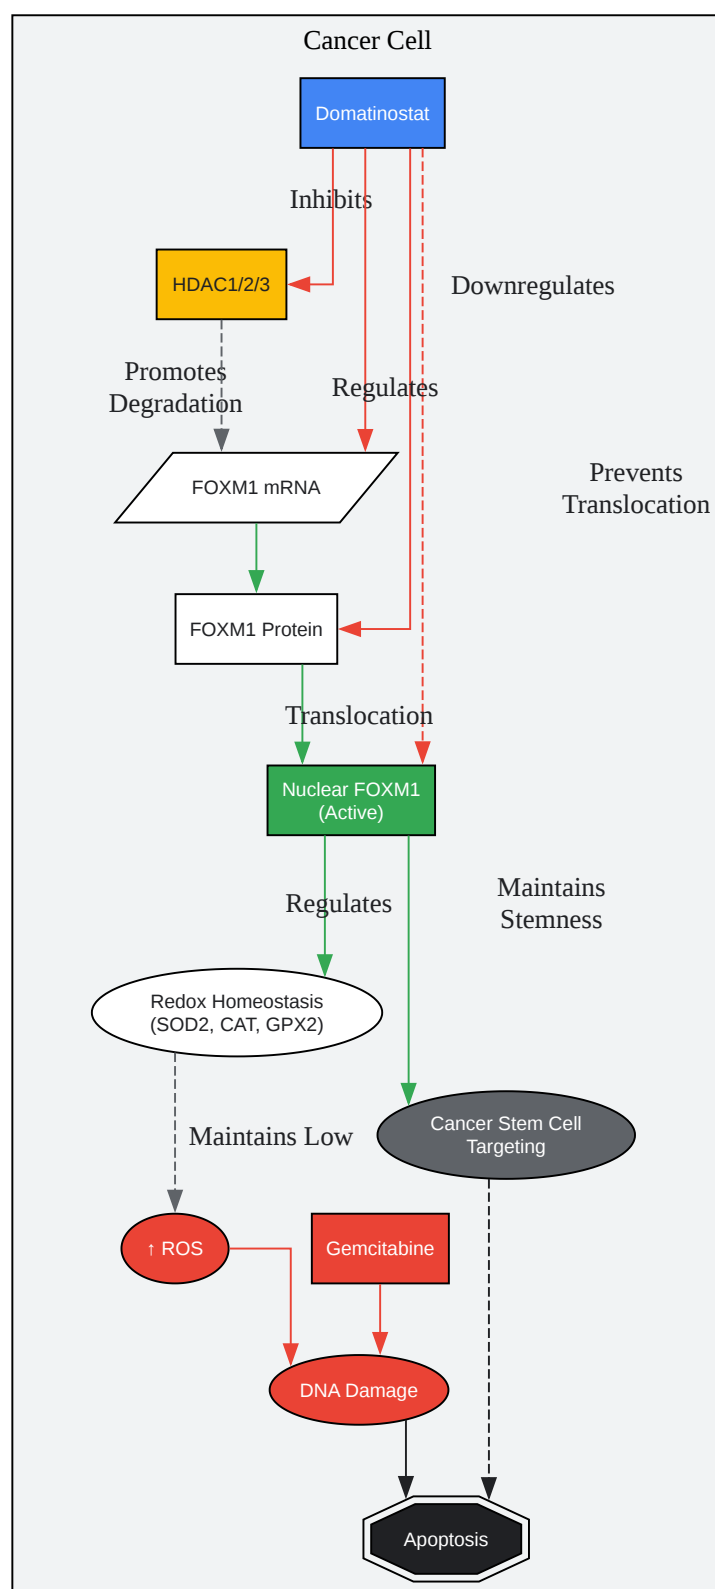 Cancer Cell
Domatinostat
Inhibits
HDAC1/2/3
Downregulates
Promotes
Degradation
Regulates
FOXM1 mRNA
Prevents
Translocation
FOXM1 Protein
Translocation
Nuclear FOXM1
(Active)
Regulates
Maintains
Stemness
Redox Homeostasis
(SOD2, CAT, GPX2)
Maintains Low
Cancer Stem Cell
Targeting
↑ ROS
Gemcitabine
DNA Damage
Apoptosis